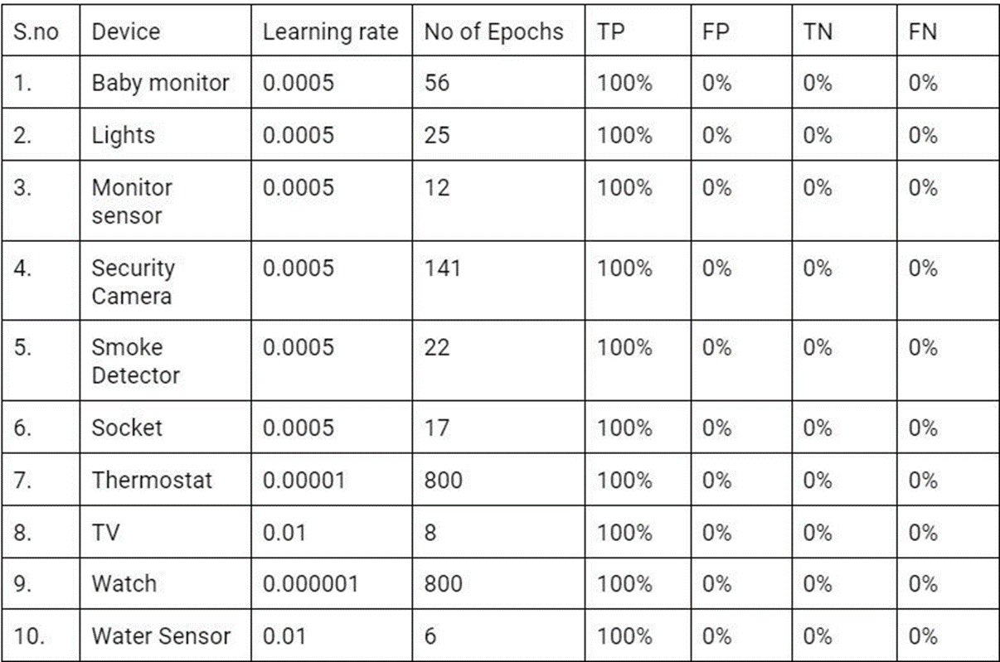 S.no Device Learning rate No of Epochs TP FP TN FN
1. Baby monitor 0.0005 56 100% 0% 0% 0%
2. Lights 0.0005 25 100% 0% 0% 0%
3. Monitor 0.0005 12 100% 0% 0% 0%
sensor
4. Security 0.0005 141 100% 0% 0% 0%
Camera
5. Smoke 0.0005 22 100% 0% 0% 0%
Detector
6. Socket 0.0005 17 100% 0% 0% 0%
7. Thermostat 0.00001 800 100% 0% 0% 0%
8. TV 0.01 8 100% 0% 0% 0%
9. Watch 0.000001 800 100% 0% 0% 0%
10. Water Sensor 0.01 6 100% 0% 0% 0%